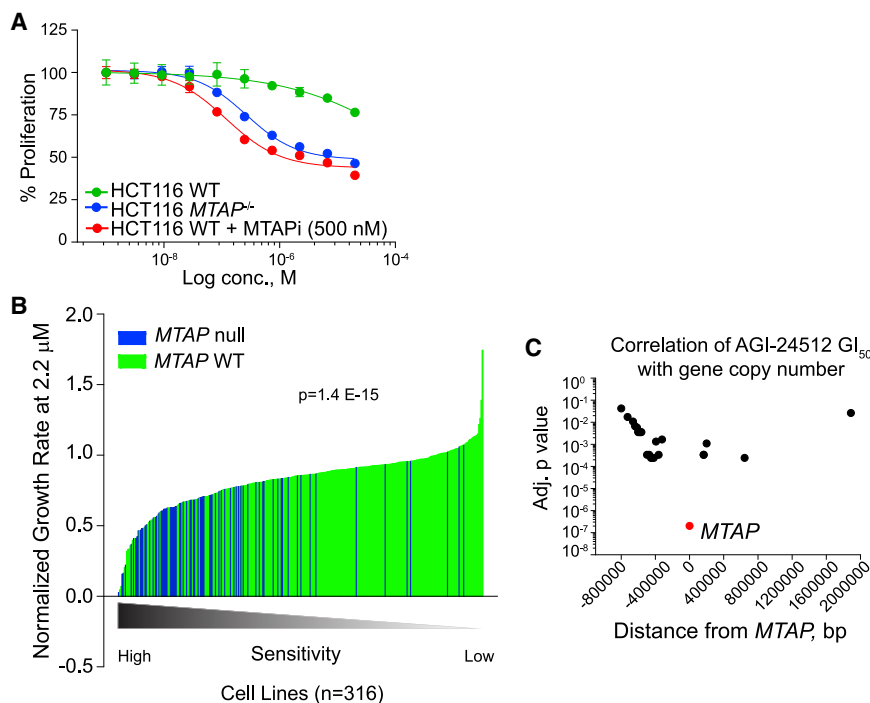 A
% Proliferation
125
100
75
50
25
0
HCT116 WT
HCT116 MTAP-/-
HCT116 WT + MTAPi (500 nM)
10-8
10-6
10-4
Log conc., M
B
Normalized Growth Rate at 2.2 µM
2.0
1.5
1.0
0.5
0.0
-0.5
MTAP null
MTAP WT
p=1.4 E-15
High
Sensitivity
Low
Cell Lines (n=316)
C
Correlation of AGI-24512 GI50
with gene copy number
Adj. p value
100
10-1
10-2
10-3
10-4
10-5
10-6
10-7
10-8
MTAP
-800000
-400000
0
400000
800000
1200000
1600000
2000000
Distance from MTAP, bp